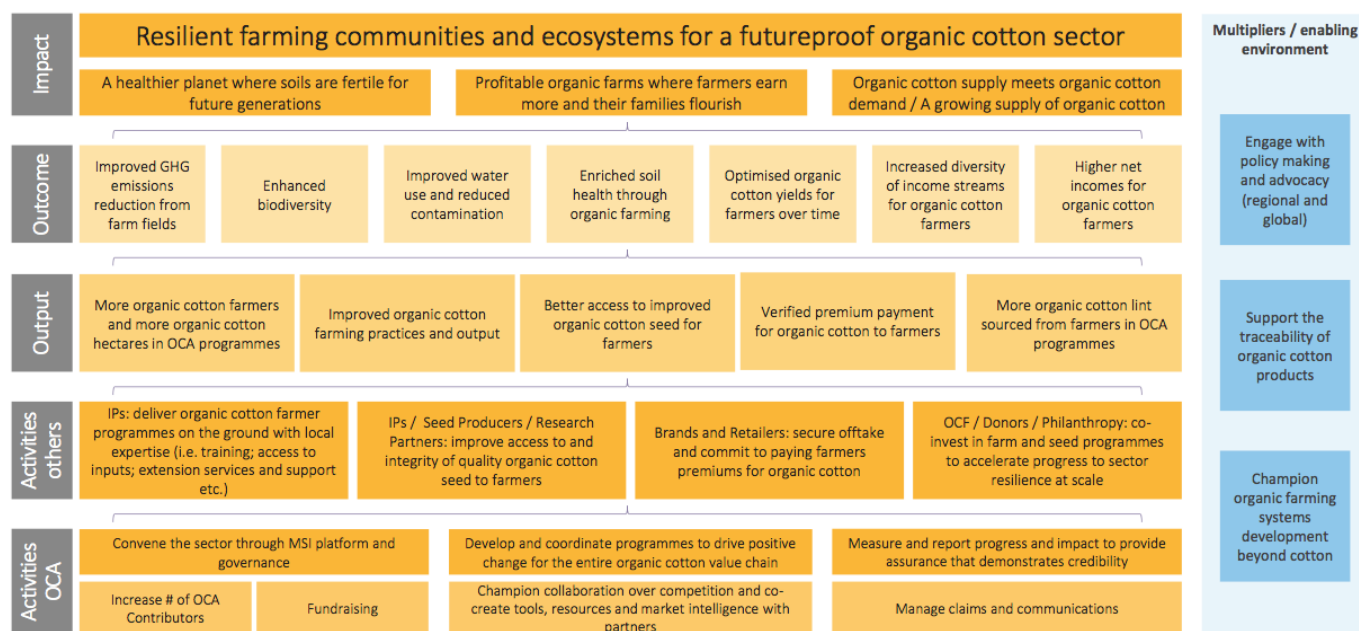 Impact
Resilient farming communities and ecosystems for a futureproof organic cotton sector
A healthier planet where soils are fertile for
future generations
Profitable organic farms where farmers earn
more and their families flourish
Organic cotton supply meets organic cotton
demand / A growing supply of organic cotton
Outcome
Improved GHG
emissions
reduction from
farm fields
Enhanced
biodiversity
Improved water
use and reduced
contamination
Enriched soil
health through
organic farming
Optimised organic
cotton yields for
farmers over time
Increased diversity
of income streams
for organic cotton
farmers
Higher net
incomes for
organic cotton
farmers
Output
More organic cotton farmers
and more organic cotton
hectares in OCA programmes
Improved organic cotton
farming practices and output
Better access to improved
organic cotton seed for
farmers
Verified premium payment
for organic cotton to farmers
More organic cotton lint
sourced from farmers in OCA
programmes
Activities
others
IPs: deliver organic cotton farmer
programmes on the ground with local
expertise (i.e. training; access to
inputs; extension services and support
etc.)
IPs / Seed Producers / Research
Partners: improve access to and
integrity of quality organic cotton
seed to farmers
Brands and Retailers: secure offtake
and commit to paying farmers
premiums for organic cotton
OCF / Donors / Philanthropy: co-
invest in farm and seed programmes
to accelerate progress to sector
resilience at scale
Activities
OCA
Convene the sector through MSI platform and
governance
Develop and coordinate programmes to drive positive
change for the entire organic cotton value chain
Measure and report progress and impact to provide
assurance that demonstrates credibility
Increase # of OCA
Contributors
Fundraising
Champion collaboration over competition and co-
create tools, resources and market intelligence with
partners
Manage claims and communications
Multipliers / enabling
environment
Engage with
policy making
and advocacy
(regional and
global)
Support the
traceability of
organic cotton
products
Champion
organic farming
systems
development
beyond cotton